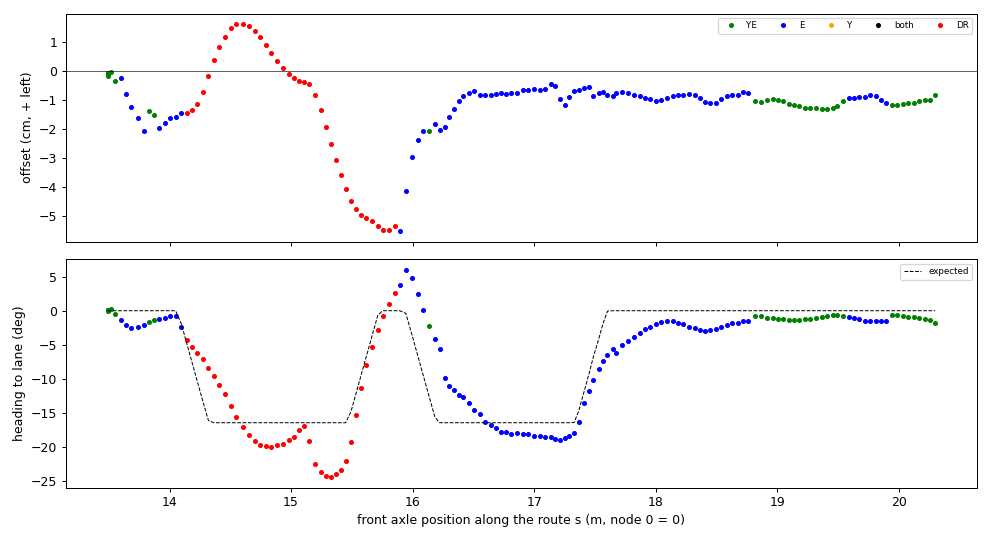 YE E Y both DR
1
0
−1
−2
−3
−4
−5
offset (cm, + left)
expected
5
0
−5
−10
−15
−20
−25
heading to lane (deg)
14 15 16 17 18 19 20
front axle position along the route s (m, node 0 = 0)